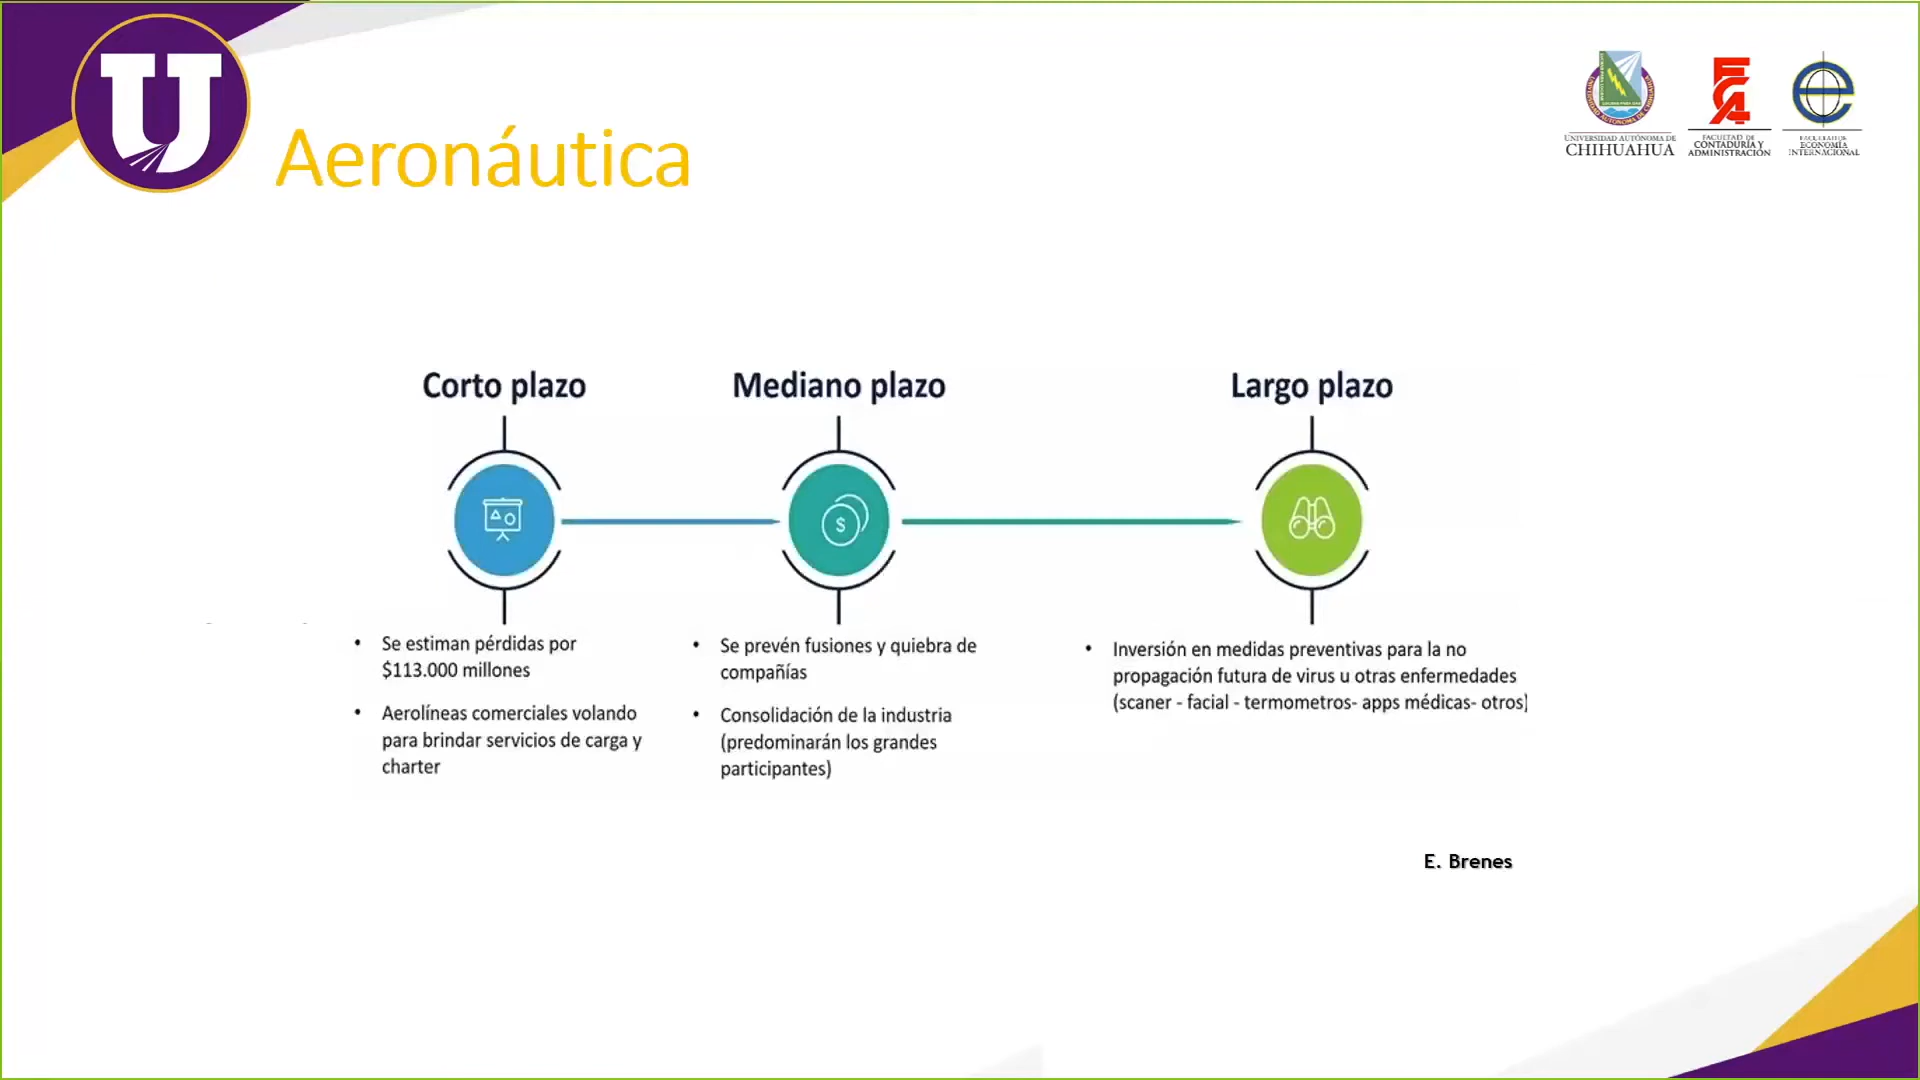 U
Aeronáutica
UNIVERSIDAD AUTÓNOMA DE
CHIHUAHUA
FACULTAD DE
CONTADURÍA Y
ADMINISTRACIÓN
FACULTAD DE
ECONOMÍA
INTERNACIONAL
Corto plazo
Mediano plazo
Largo plazo
$
• Se estiman pérdidas por
$113.000 millones
• Aerolíneas comerciales volando
para brindar servicios de carga y
charter
• Se prevén fusiones y quiebra de
compañías
• Consolidación de la industria
(predominarán los grandes
participantes)
• Inversión en medidas preventivas para la no
propagación futura de virus u otras enfermedades
(scaner - facial - termometros- apps médicas- otros)
E. Brenes